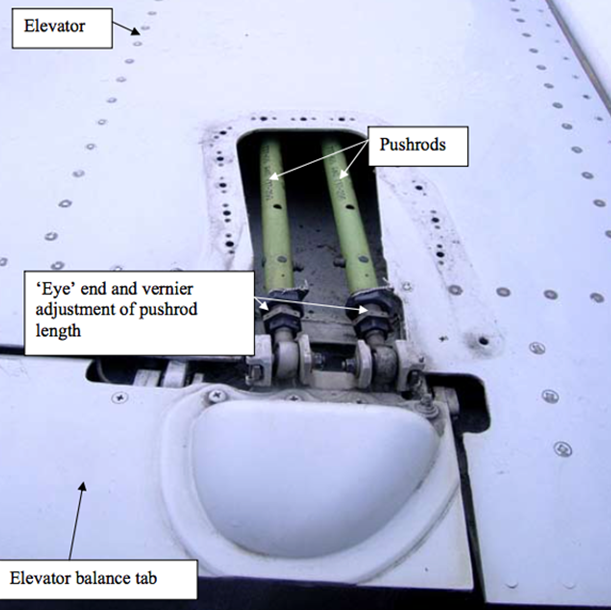 Elevator
Pushrods
‘Eye’ end and vernier
adjustment of pushrod
length
Elevator balance tab